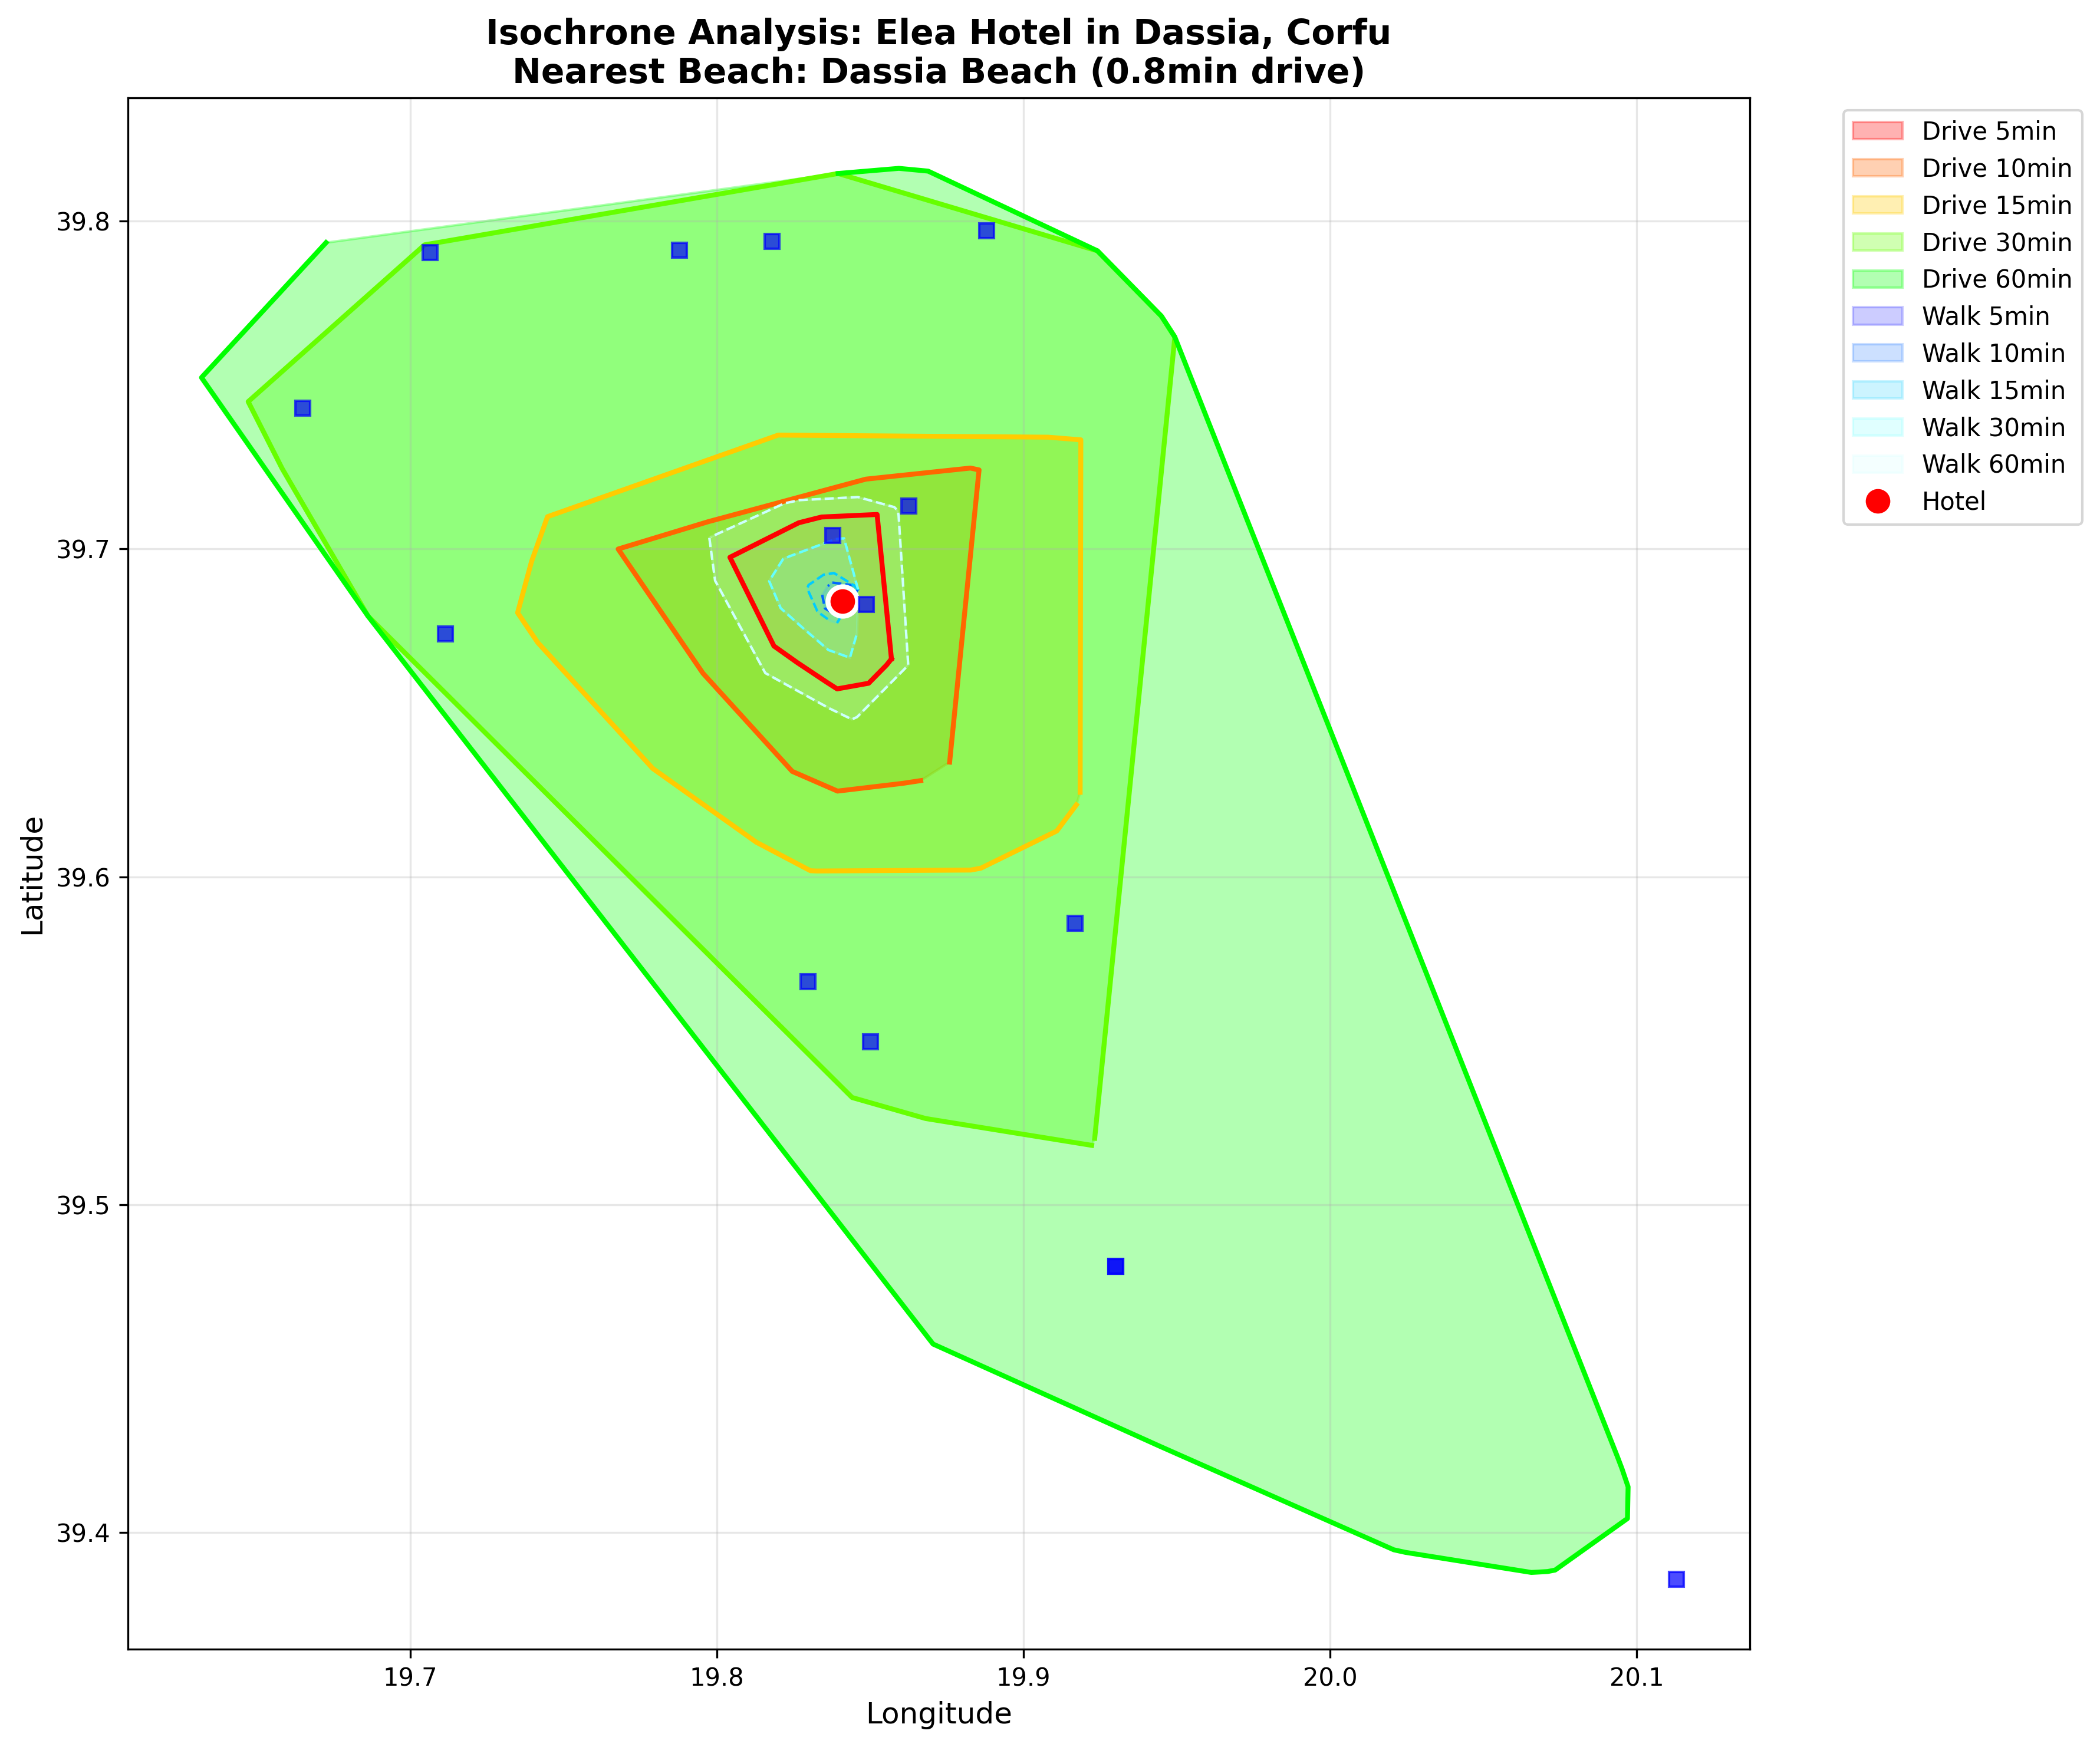 Isochrone Analysis: Elea Hotel in Dassia, Corfu
Nearest Beach: Dassia Beach (0.8min drive)
Drive 5min
Drive 10min
Drive 15min
Drive 30min
Drive 60min
Walk 5min
Walk 10min
Walk 15min
Walk 30min
Walk 60min
Hotel
Latitude
39.8
39.7
39.6
39.5
39.4
19.7 19.8 19.9 20.0 20.1
Longitude